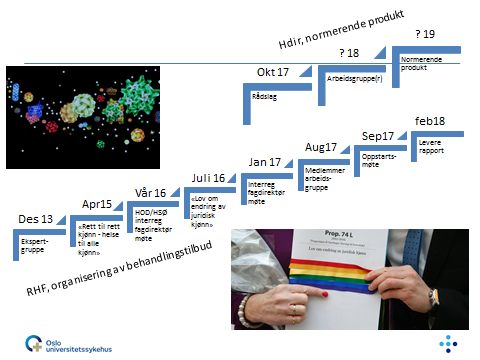 Hdir, normerende produkt
? 19
Normerende
produkt
? 18
Arbeidsgruppe(r)
Okt 17
Rådslag
feb18
Levere
rapport
Sep17
Oppstarts-
møte
Aug17
Medlemmer
arbeids-
gruppe
Jan 17
Interreg
fagdirektør
møte
Juli 16
«Lov om
endring av
juridisk
kjønn»
Vår 16
HOD/HSØ
interreg
fagdirektør
møte
Apr15
«Rett til rett
kjønn - helse
til alle
kjønn»
Des 13
Ekspert-
gruppe
RHF, organisering av behandlingstilbud
Prop. 74 L
Lov om endring av juridisk kjønn
Oslo
universitetssykehus